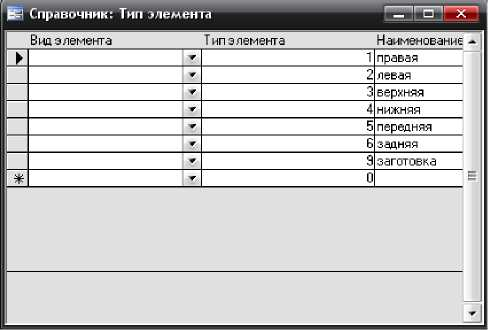 Справочник: Тип элемента
Вид элемента Тип элемента Наименование
1 правая
2 левая
3 верхняя
4 нижняя
5 передняя
6 задняя
9 заготовка
0